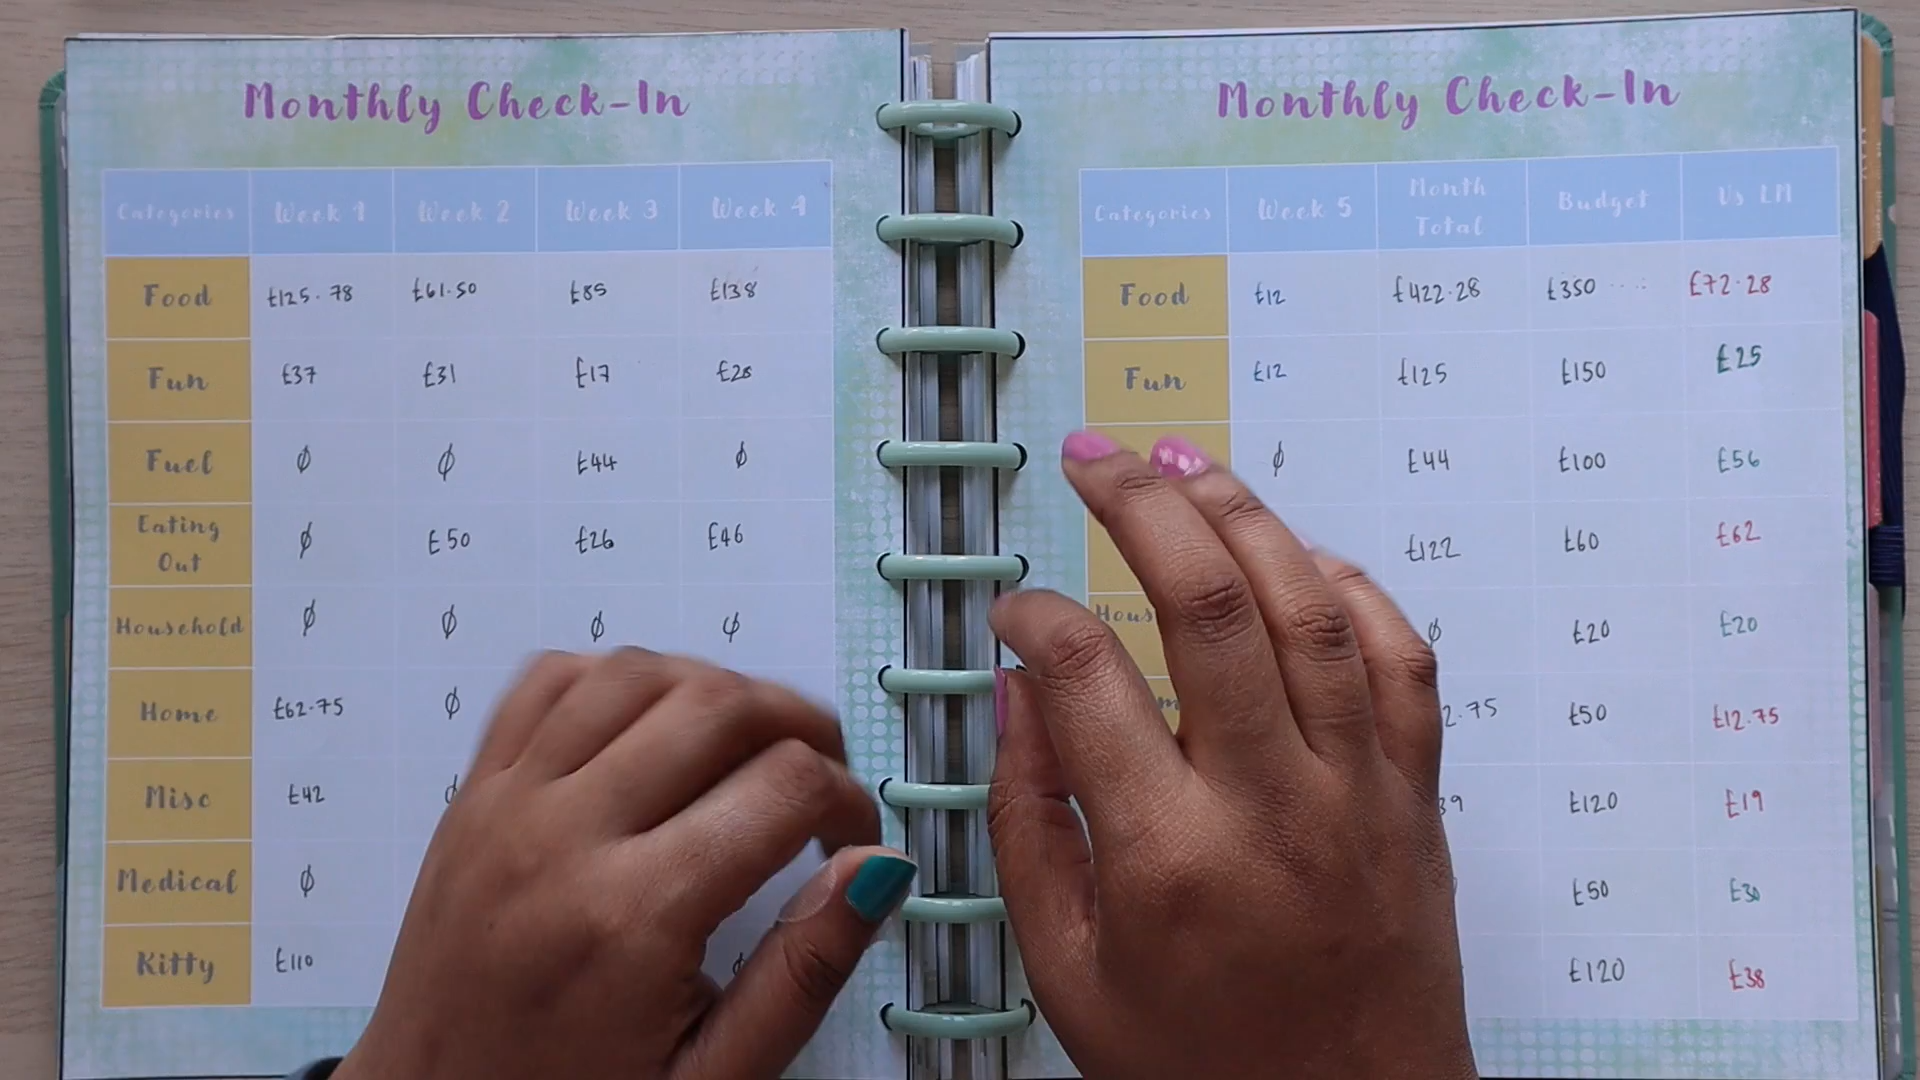 Monthly Check-In
Categories Week 1 Week 2 Week 3 Week 4
Food £125.78 £61.50 £85 £138
Fun £37 £31 £17 £28
Fuel ∅ ∅ £44 ∅
Eating Out ∅ £50 £26 £46
Household ∅ ∅ ∅ ∅
Home £62.75 ∅
Misc £42
Medical ∅
Kitty £110
Monthly Check-In
Categories Week 5 Month Total Budget Vs LM
Food £12 £422.28 £350 £72.28
Fun £12 £125 £150 £25
∅ £44 £100 £56
£122 £60 £62
∅ £20 £20
2.75 £50 £12.75
39 £120 £19
£50 £30
£120 £38